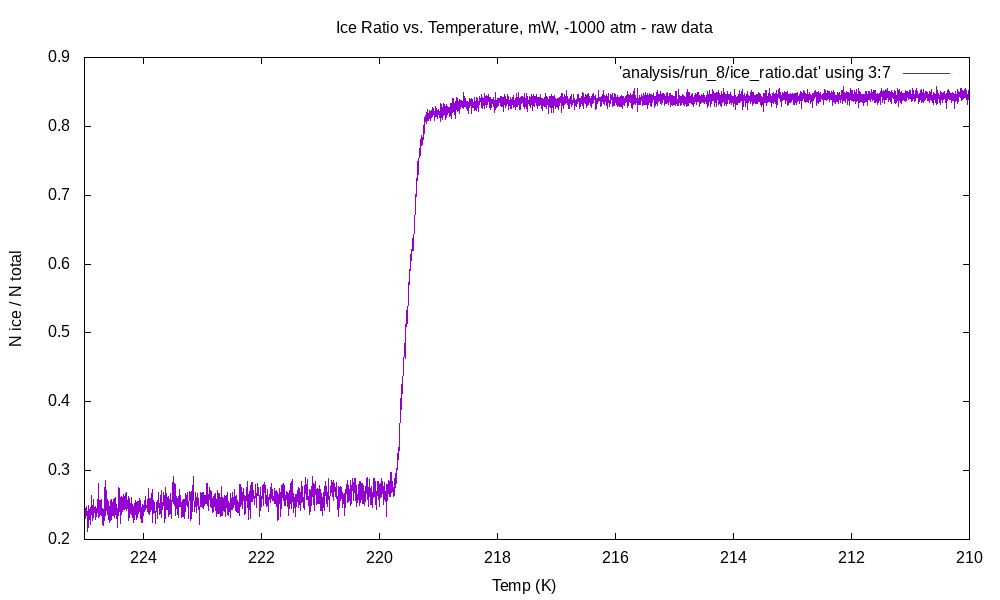 Ice Ratio vs. Temperature, mW, -1000 atm - raw data
'analysis/run_8/ice_ratio.dat' using 3:7
N ice / N total
0.9
0.8
0.7
0.6
0.5
0.4
0.3
0.2
224 222 220 218 216 214 212 210
Temp (K)